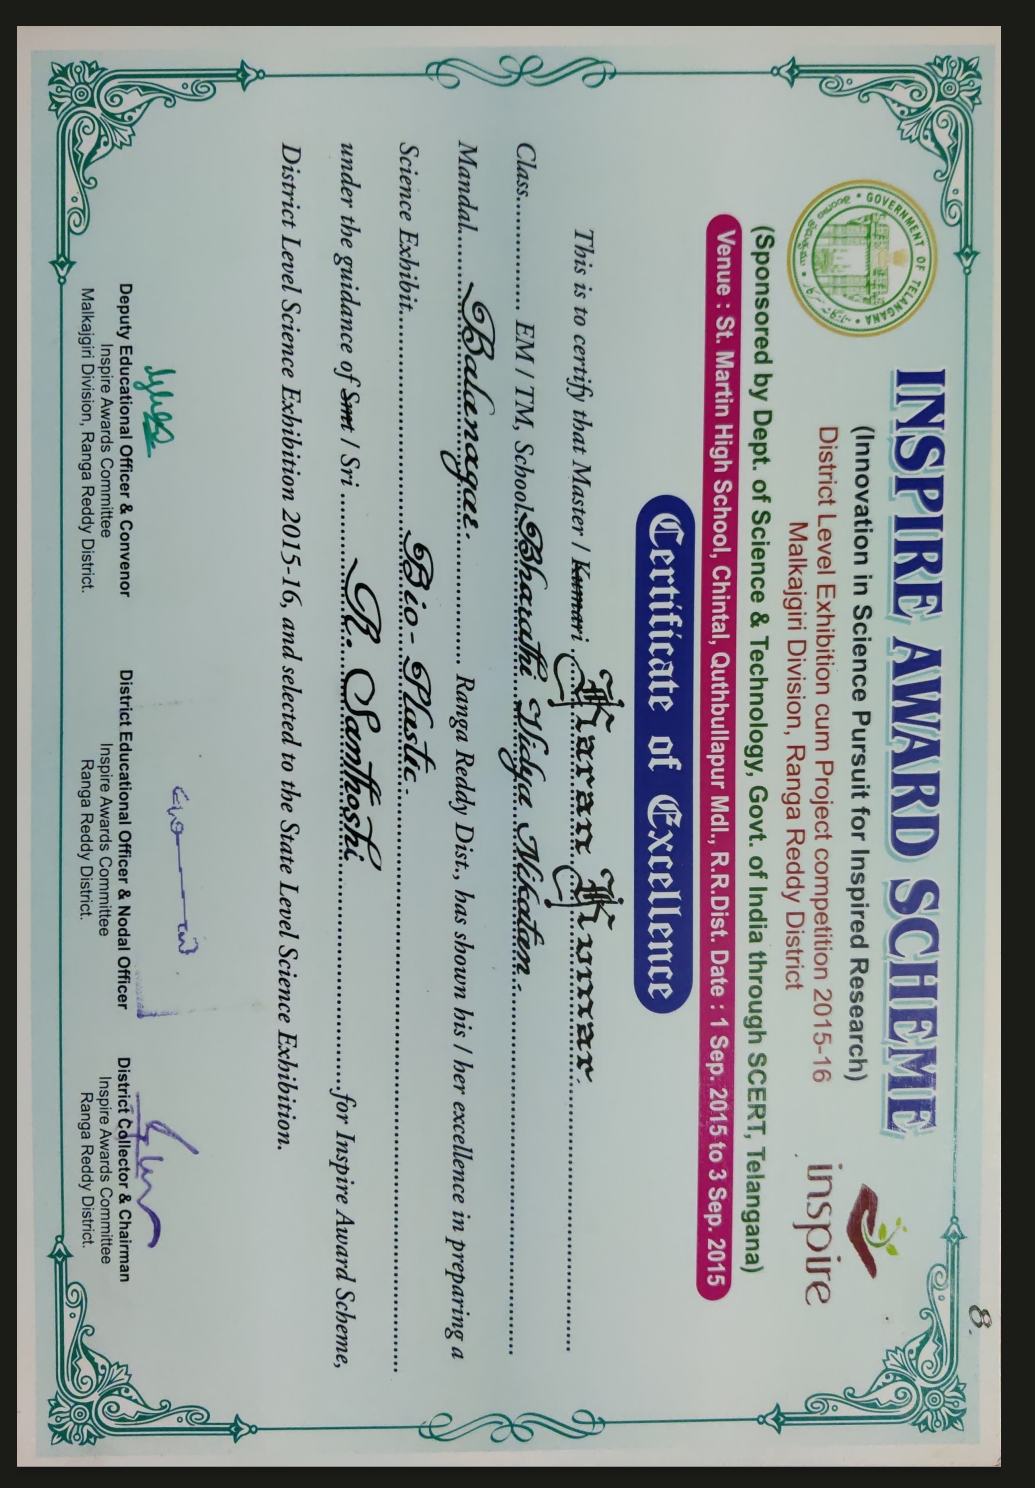 8.
GOVERNMENT OF TELANGANA
INSPIRE AWARD SCHEME
(Innovation in Science Pursuit for Inspired Research)
District Level Exhibition cum Project competition 2015-16
Malkajgiri Division, Ranga Reddy District
inspire
(Sponsored by Dept. of Science & Technology, Govt. of India through SCERT, Telangana)
Venue : St. Martin High School, Chintal, Quthbullapur Mdl., R.R.Dist. Date : 1 Sep. 2015 to 3 Sep. 2015
Certificate of Excellence
This is to certify that Master / Kumari Karan Kumar.
Class............. EM / TM, School Bharathi Vidya Nikatan.
Mandal....... Balanagar. ............... Ranga Reddy Dist., has shown his / her excellence in preparing a
Science Exhibit............................ Bio-Plastic.
under the guidance of Smt / Sri .......... B. Santhoshi ..............................for Inspire Award Scheme,
District Level Science Exhibition 2015-16, and selected to the State Level Science Exhibition.
Deputy Educational Officer & Convenor
Inspire Awards Committee
Malkajgiri Division, Ranga Reddy District.
District Educational Officer & Nodal Officer
Inspire Awards Committee
Ranga Reddy District.
District Collector & Chairman
Inspire Awards Committee
Ranga Reddy District.